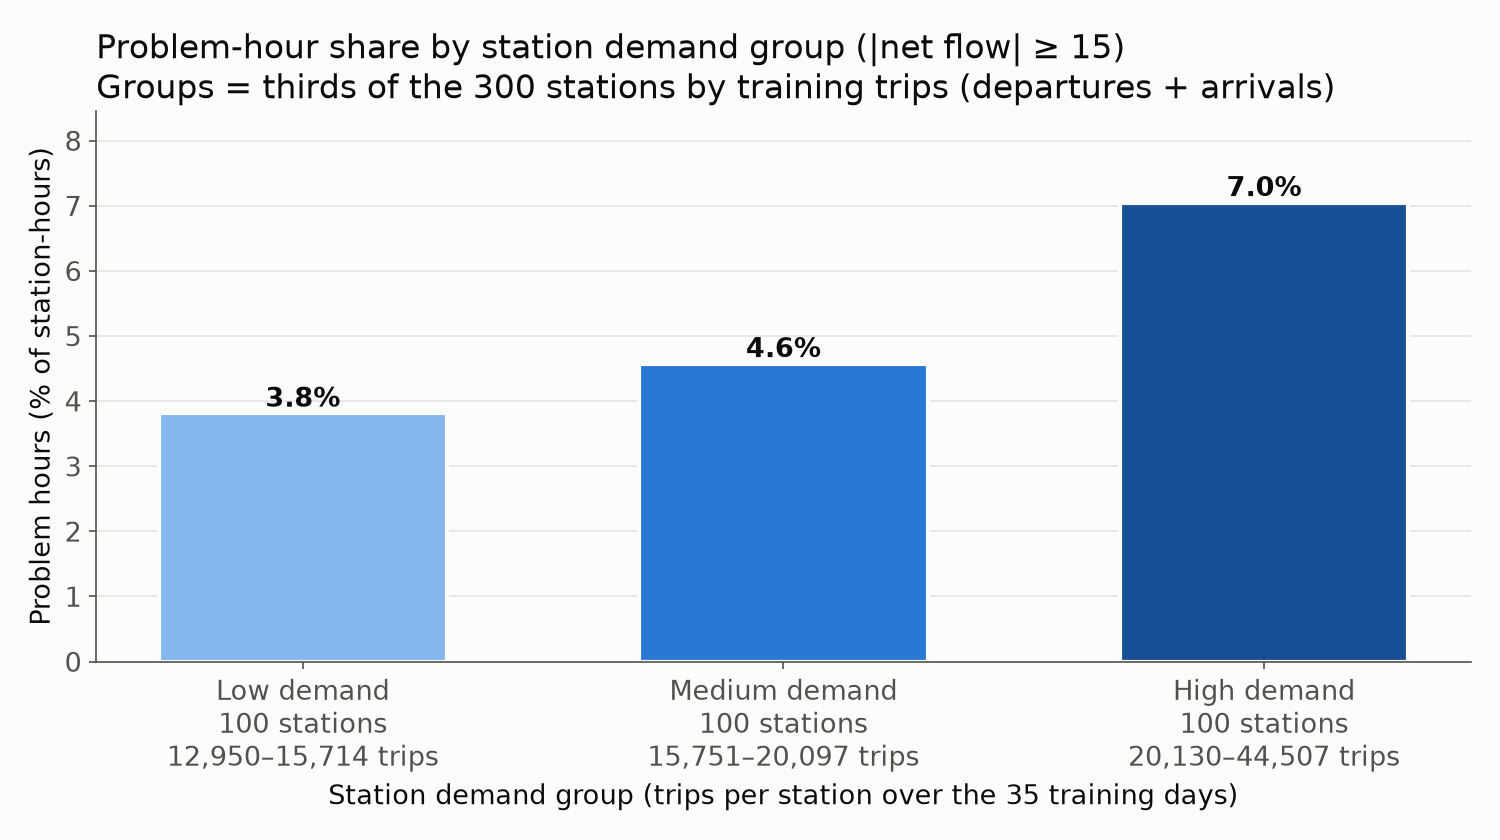 Problem-hour share by station demand group (|net flow| ≥ 15)
Groups = thirds of the 300 stations by training trips (departures + arrivals)
Problem hours (% of station-hours)
8
7
6
5
4
3
2
1
0
3.8%
4.6%
7.0%
Low demand
100 stations
12,950–15,714 trips
Medium demand
100 stations
15,751–20,097 trips
High demand
100 stations
20,130–44,507 trips
Station demand group (trips per station over the 35 training days)